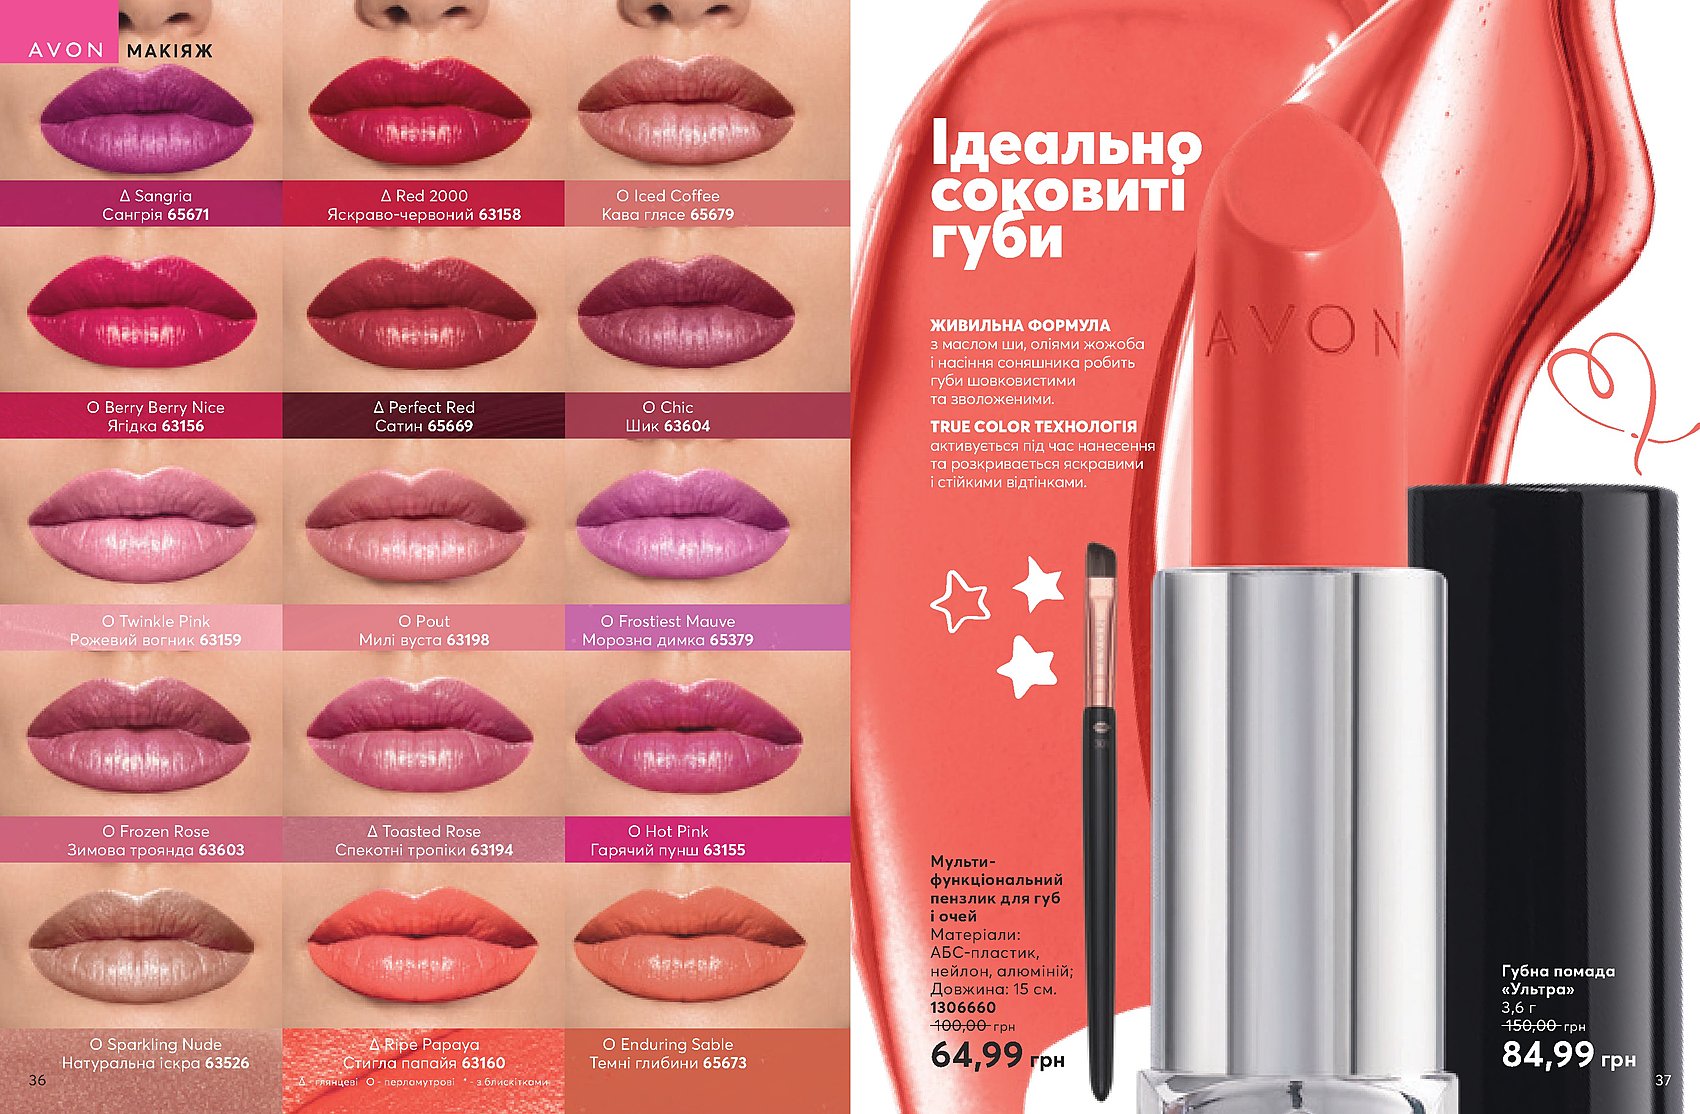 AVON МАКІЯЖ
Δ Sangria
Сангрія 65671
Δ Red 2000
Яскраво-червоний 63158
O Iced Coffee
Кава глясе 65679
O Berry Berry Nice
Ягідка 63156
Δ Perfect Red
Сатин 65669
O Chic
Шик 63604
O Twinkle Pink
Рожевий вогник 63159
O Pout
Милі вуста 63198
O Frostiest Mauve
Морозна димка 65379
O Frozen Rose
Зимова троянда 63603
Δ Toasted Rose
Спекотні тропіки 63194
O Hot Pink
Гарячий пунш 63155
O Sparkling Nude
Натуральна іскра 63526
Δ Ripe Papaya
Стигла папайя 63160
O Enduring Sable
Темні глибини 65673
Δ - глянцеві O - перламутрові * - з блискітками
36
Ідеально
соковиті
губи
ЖИВИЛЬНА ФОРМУЛА
з маслом ши, оліями жожоба
і насіння соняшника робить
губи шовковистими
та зволоженими.
TRUE COLOR ТЕХНОЛОГІЯ
активується під час нанесення
та розкривається яскравими
і стійкими відтінками.
AVON
Мульти-
функціональний
пензлик для губ
і очей
Матеріали:
АБС-пластик,
нейлон, алюміній;
Довжина: 15 см.
1306660
100,00 грн
64,99 грн
Губна помада
«Ультра»
3,6 г
150,00 грн
84,99 грн
37